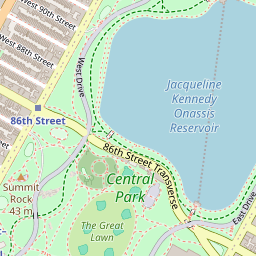 West 90th Street
West 88th Street
West Drive
Jacqueline
Kennedy
Onassis
Reservoir
86th Street
86th Street Transverse
Central
Park
Summit
Rock
43 m
The Great
Lawn
East Drive